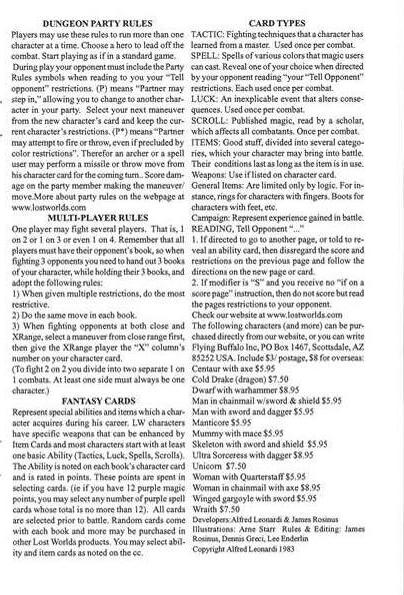 DUNGEON PARTY RULES
Players may use these rules to run more than one
character at a time. Choose a hero to lead off the
combat. Start playing as if in a standard game.
During play your opponent must include the Party
Rules symbols when reading to you your "Tell
opponent" restrictions. (P) means "Partner may
step in," allowing you to change to another char-
acter in your party. Select your next maneuver
from the new character's card and keep the cur-
rent character's restrictions. (P*) means "Partner
may attempt to fire or throw, even if precluded by
color restrictions". Therefor an archer or a spell
user may perform a missile or throw move from
his character card for the coming turn.. Score dam-
age on the party member making the maneuver/
move.More about party rules on the webpage at
www.lostworlds.com
MULTI-PLAYER RULES
One player may fight several players. That is, 1
on 2 or 1 on 3 or even 1 on 4. Remember that all
players must have their opponent's book, so when
fighting 3 opponents you need to hand out 3 books
of your character, while holding their 3 books, and
adopt the following rules:
1) When given multiple restrictions, do the most
restrictive.
2) Do the same move in each book.
3) When fighting opponents at both close and
XRange, select a maneuver from close range first,
then give the XRange player the "X" column's
number on your character card.
(To fight 2 on 2 you divide into two separate 1 on
1 combats. At least one side must always be one
character.)
FANTASY CARDS
Represent special abilities and items which a char-
acter acquires during his career. LW characters
have specific weapons that can be enhanced by
Item Cards and most characters start with at least
one basic Ability (Tactics, Luck, Spells, Scrolls).
The Ability is noted on each book's character card
and is rated in points. These points are spent in
selecting cards. (ie if you have 12 purple magic
points, you may select any number of purple spell
cards whose total is no more than 12). All cards
are selected prior to battle. Random cards come
with each book and more may be purchased in
other Lost Worlds products. You may select abil-
ity and item cards as noted on the cc.
CARD TYPES
TACTIC: Fighting techniques that a character has
learned from a master. Used once per combat.
SPELL: Spells of various colors that magic users
can cast. Reveal one of your choice when directed
by your opponent reading "your "Tell Opponent"
restrictions. Each used once per combat.
LUCK: An inexplicable event that alters conse-
quences. Used once per combat.
SCROLL: Published magic, read by a scholar,
which affects all combatants. Once per combat.
ITEMS: Good stuff, divided into several catego-
ries, which your character may bring into battle.
Their conditions last as long as the item is in use.
Weapons: Use if listed on character card.
General Items: Are limited only by logic. For in-
stance, rings for characters with fingers. Boots for
characters with feet, etc.
Campaign: Represent experience gained in battle.
READING, Tell Opponent "..."
1. If directed to go to another page, or told to re-
veal an ability card, then disregard the score and
restrictions on the previous page and follow the
directions on the new page or card.
2. If modifier is "S" and you receive no "if on a
score page" instruction, then do not score but read
the pages restrictions to your opponent.
Check our website at www.lostworlds.com
The following characters (and more) can be pur-
chased directly from our website, or you can write
Flying Buffalo Inc, PO Box 1467, Scottsdale, AZ
85252 USA. Include $3/ postage, $8 for overseas:
Centaur with axe $5.95
Cold Drake (dragon) $7.50
Dwarf with warhammer $8.95
Man in chainmail w/sword & shield $5.95
Man with sword and dagger $5.95
Manticore $5.95
Mummy with mace $5.95
Skeleton with sword and shield $5.95
Ultra Sorceress with dagger $8.95
Unicorn $7.50
Woman with Quarterstaff $5.95
Woman in chainmail with axe $8.95
Winged gargoyle with sword $5.95
Wraith $7.50
Developers:Alfred Leonardi & James Rosinus
Illustrations: Arne Starr Rules & Editing: James
Rosinus, Dennis Greci, Lee Enderlin
Copyright Alfred Leonardi 1983